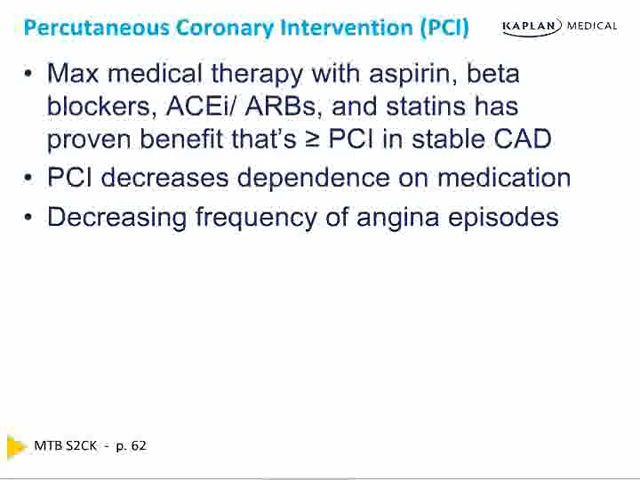 Percutaneous Coronary Intervention (PCI)
KAPLAN MEDICAL
• Max medical therapy with aspirin, beta
blockers, ACEi/ ARBs, and statins has
proven benefit that's ≥ PCI in stable CAD
• PCI decreases dependence on medication
• Decreasing frequency of angina episodes
MTB S2CK - p. 62